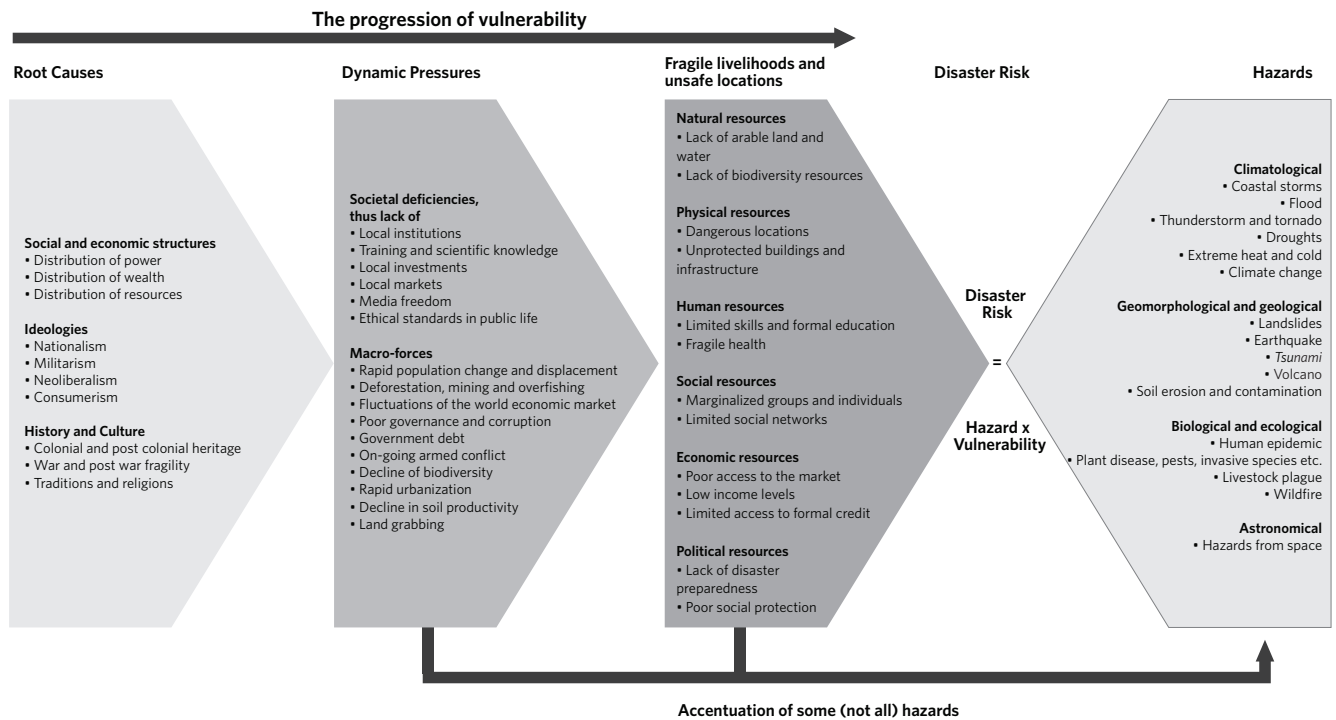 The progression of vulnerability
Root Causes
Dynamic Pressures
Fragile livelihoods and
unsafe locations
Disaster Risk
Hazards
Social and economic structures
• Distribution of power
• Distribution of wealth
• Distribution of resources
Ideologies
• Nationalism
• Militarism
• Neoliberalism
• Consumerism
History and Culture
• Colonial and post colonial heritage
• War and post war fragility
• Traditions and religions
Societal deficiencies,
thus lack of
• Local institutions
• Training and scientific knowledge
• Local investments
• Local markets
• Media freedom
• Ethical standards in public life
Macro-forces
• Rapid population change and displacement
• Deforestation, mining and overfishing
• Fluctuations of the world economic market
• Poor governance and corruption
• Government debt
• On-going armed conflict
• Decline of biodiversity
• Rapid urbanization
• Decline in soil productivity
• Land grabbing
Natural resources
• Lack of arable land and
water
• Lack of biodiversity resources
Physical resources
• Dangerous locations
• Unprotected buildings and
infrastructure
Human resources
• Limited skills and formal education
• Fragile health
Social resources
• Marginalized groups and individuals
• Limited social networks
Economic resources
• Poor access to the market
• Low income levels
• Limited access to formal credit
Political resources
• Lack of disaster
preparedness
• Poor social protection
Disaster
Risk
=
Hazard x
Vulnerability
Climatological
• Coastal storms
• Flood
• Thunderstorm and tornado
• Droughts
• Extreme heat and cold
• Climate change
Geomorphological and geological
• Landslides
• Earthquake
• Tsunami
• Volcano
• Soil erosion and contamination
Biological and ecological
• Human epidemic
• Plant disease, pests, invasive species etc.
• Livestock plague
• Wildfire
Astronomical
• Hazards from space
Accentuation of some (not all) hazards